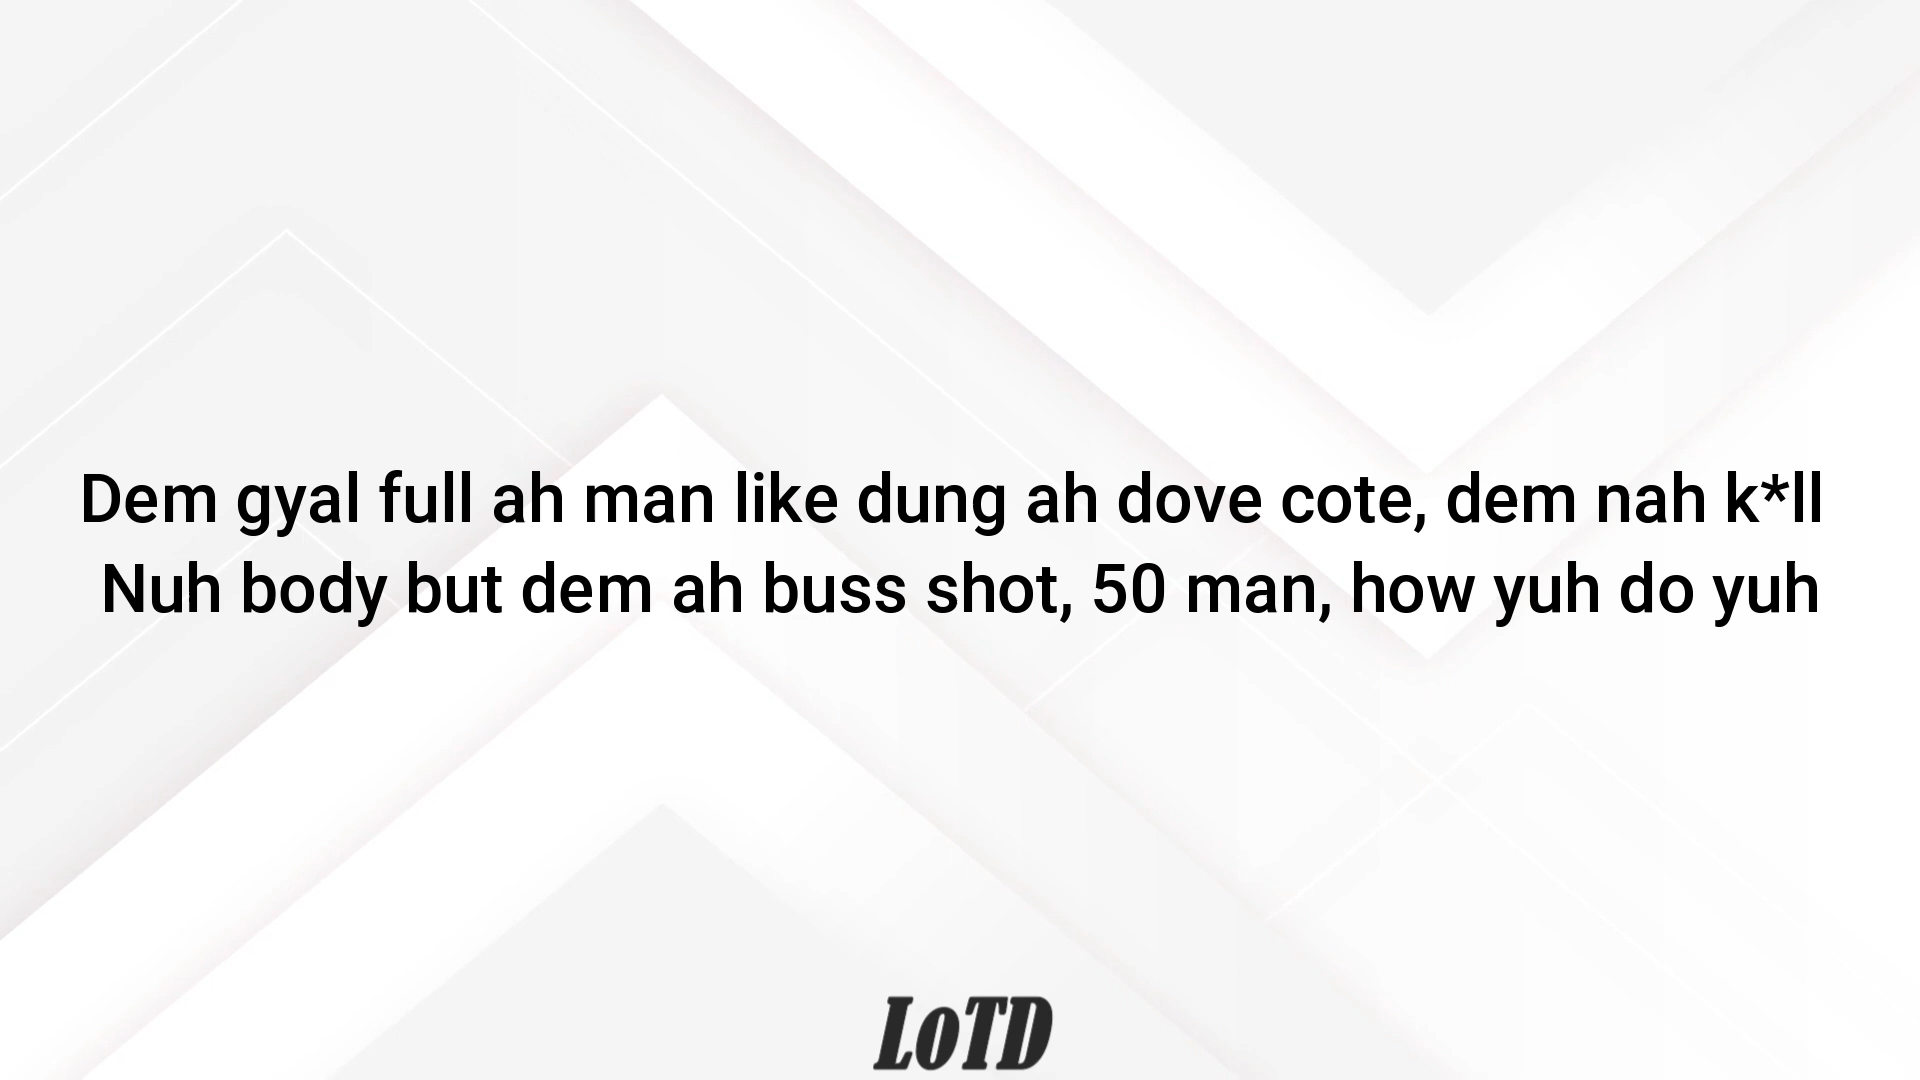 Dem gyal full ah man like dung ah dove cote, dem nah k*ll
Nuh body but dem ah buss shot, 50 man, how yuh do yuh
LoTD